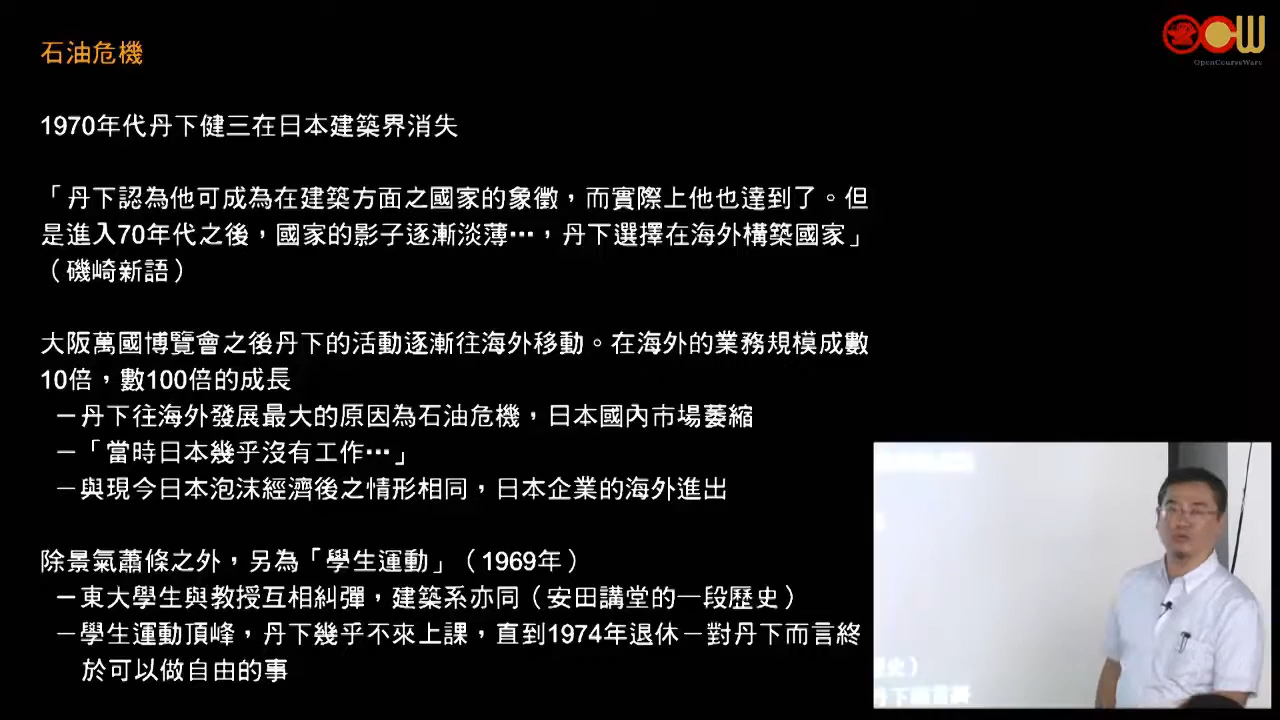 石油危機
OpenCourseWare
1970年代丹下健三在日本建築界消失
「丹下認為他可成為在建築方面之國家的象徵，而實際上他也達到了。但
是進入70年代之後，國家的影子逐漸淡薄…，丹下選擇在海外構築國家」
（磯崎新語）
大阪萬國博覽會之後丹下的活動逐漸往海外移動。在海外的業務規模成數
10倍，數100倍的成長
－丹下往海外發展最大的原因為石油危機，日本國內市場萎縮
－「當時日本幾乎沒有工作…」
－與現今日本泡沫經濟後之情形相同，日本企業的海外進出
除景氣蕭條之外，另為「學生運動」（1969年）
－東大學生與教授互相糾彈，建築系亦同（安田講堂的一段歷史）
－學生運動頂峰，丹下幾乎不來上課，直到1974年退休－對丹下而言終
於可以做自由的事
史）